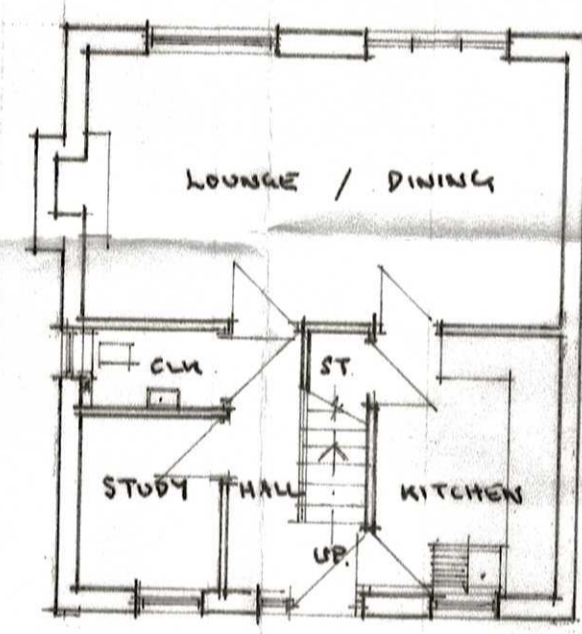 LOUNGE / DINING
CLK ST.
STUDY HALL KITCHEN
UP.